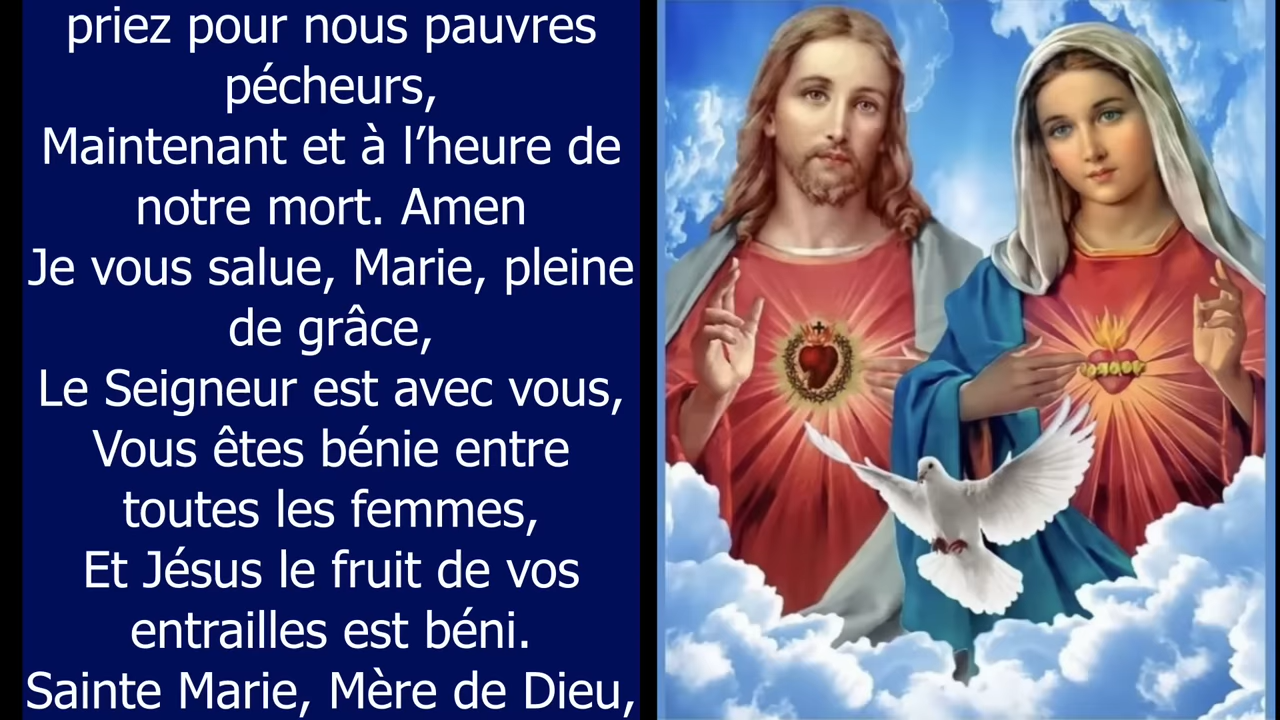 priez pour nous pauvres
pécheurs,
Maintenant et à l’heure de
notre mort. Amen
Je vous salue, Marie, pleine
de grâce,
Le Seigneur est avec vous,
Vous êtes bénie entre
toutes les femmes,
Et Jésus le fruit de vos
entrailles est béni.
Sainte Marie, Mère de Dieu,